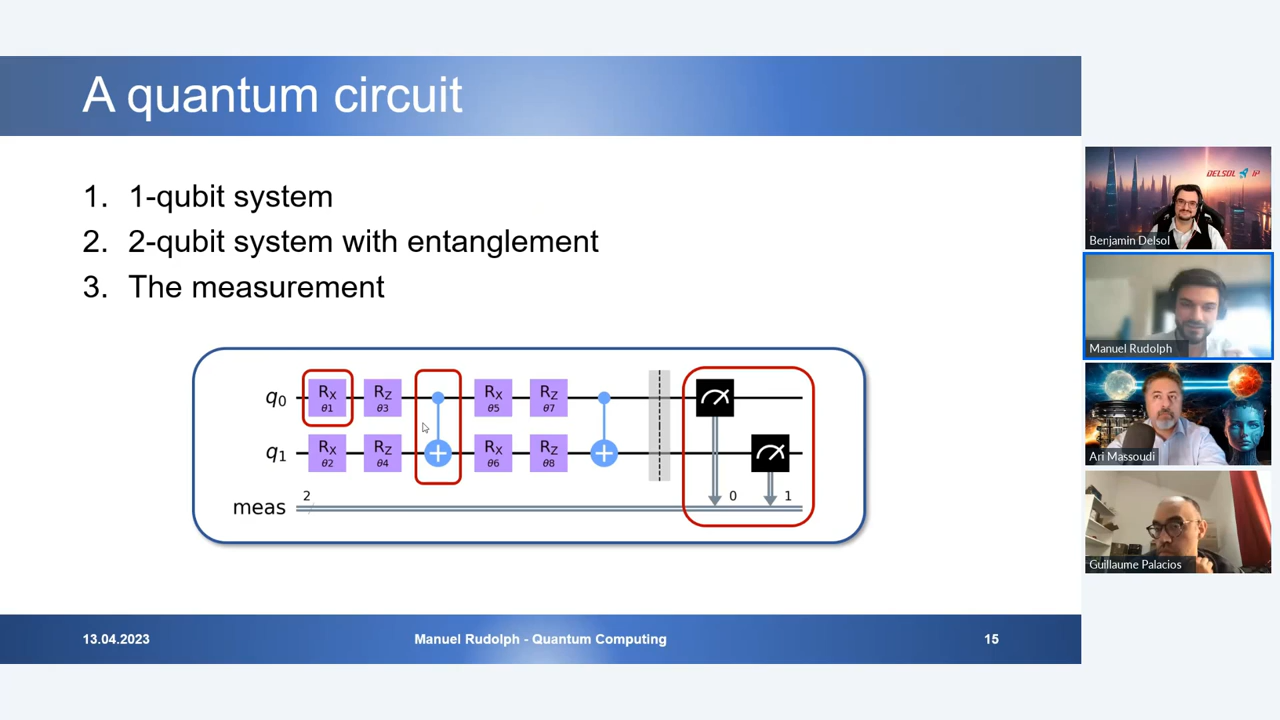 A quantum circuit
1. 1-qubit system
2. 2-qubit system with entanglement
3. The measurement
q0 RX θ1 RZ θ3 RX θ5 RZ θ7
q1 RX θ2 RZ θ4 RX θ6 RZ θ8
meas 2 0 1
13.04.2023 Manuel Rudolph - Quantum Computing 15
DELSOL IP
Benjamin Delsol
Manuel Rudolph
Ari Massoudi
Guillaume Palacios